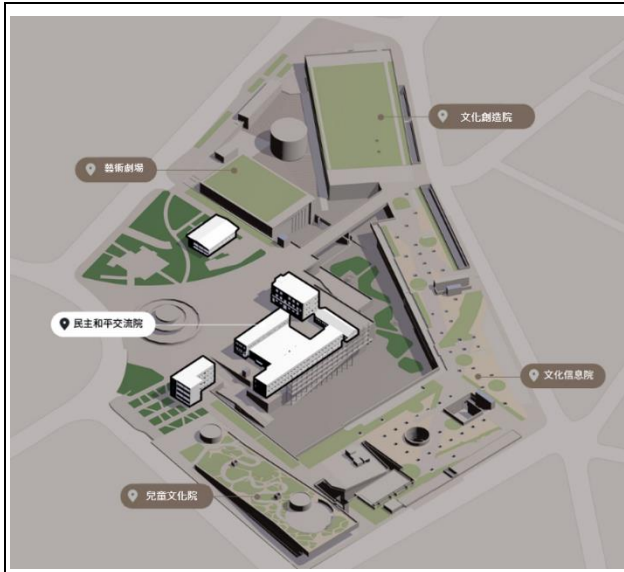 文化創造院
藝術劇場
民主和平交流院
文化信息院
兒童文化院